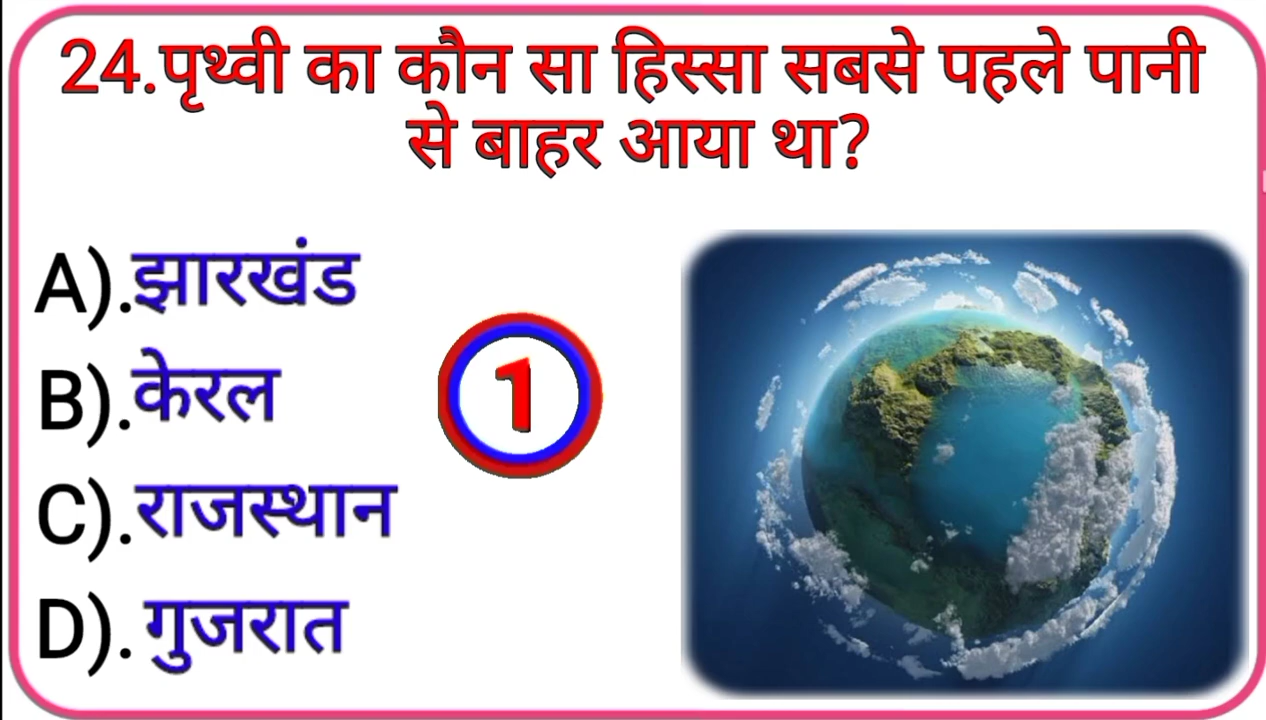 24.पृथ्वी का कौन सा हिस्सा सबसे पहले पानी
से बाहर आया था?
A).झारखंड
B).केरल
1
C).राजस्थान
D).गुजरात